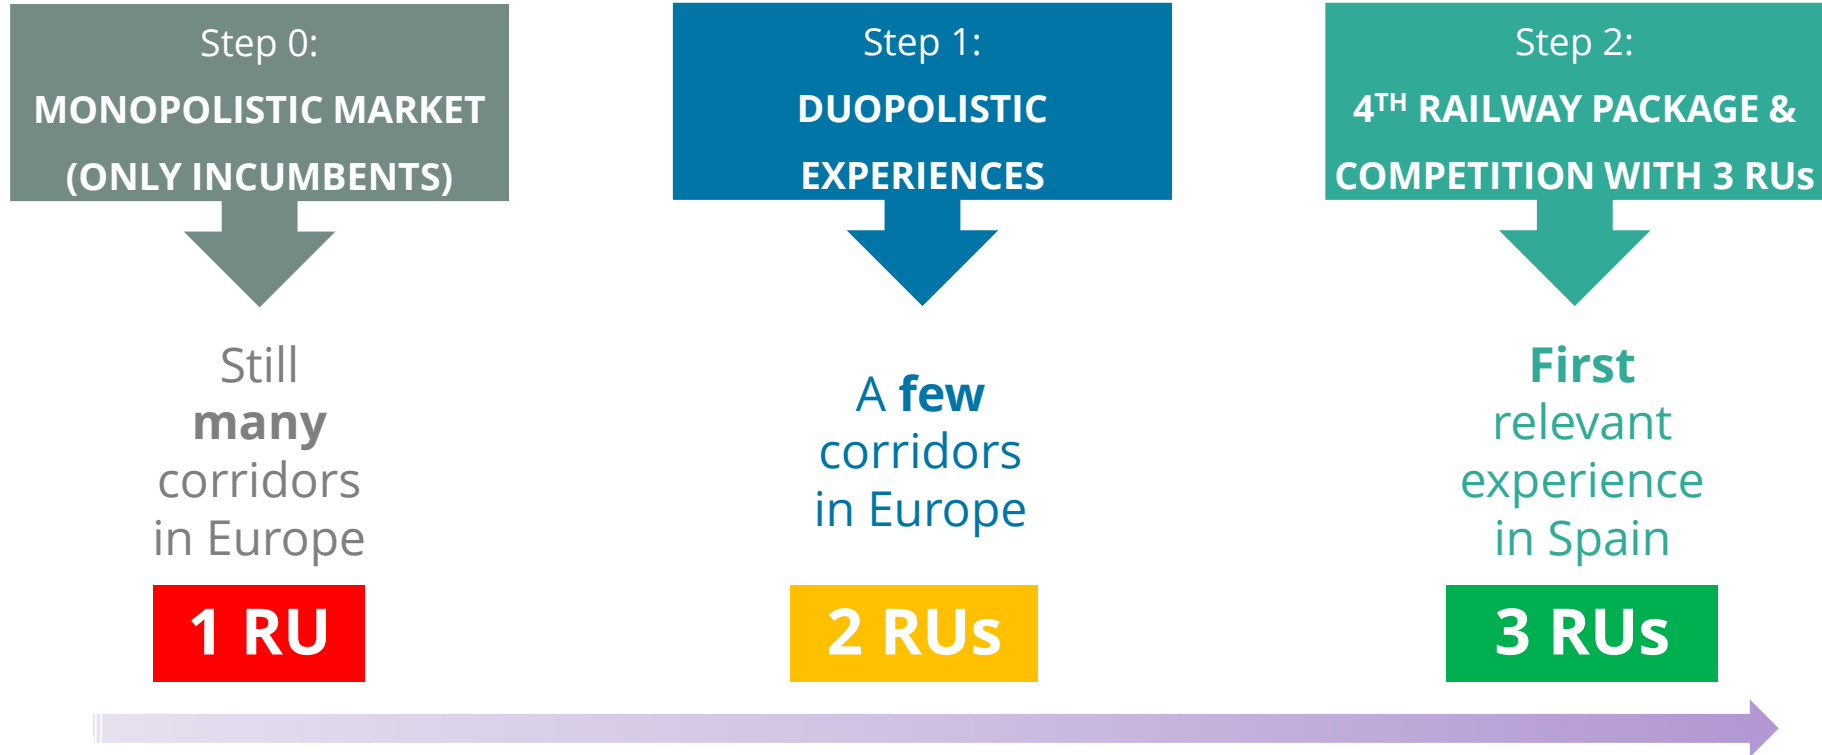 Step 0:
MONOPOLISTIC MARKET
(ONLY INCUMBENTS)
Still
many
corridors
in Europe
1 RU
Step 1:
DUOPOLISTIC
EXPERIENCES
A few
corridors
in Europe
2 RUs
Step 2:
4TH RAILWAY PACKAGE &
COMPETITION WITH 3 RUs
First
relevant
experience
in Spain
3 RUs